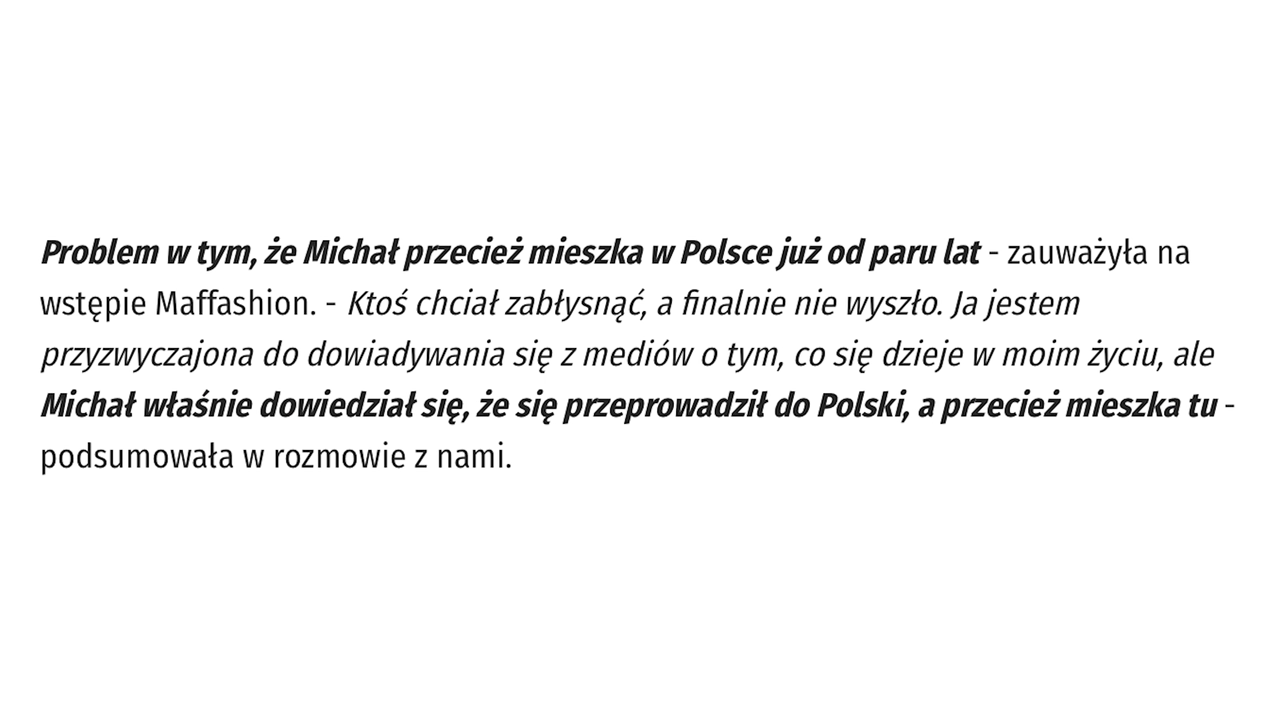 Problem w tym, że Michał przecież mieszka w Polsce już od paru lat - zauważyła na
wstępie Maffashion. - Ktoś chciał zabłysnąć, a finalnie nie wyszło. Ja jestem
przyzwyczajona do dowiadywania się z mediów o tym, co się dzieje w moim życiu, ale
Michał właśnie dowiedział się, że się przeprowadził do Polski, a przecież mieszka tu -
podsumowała w rozmowie z nami.